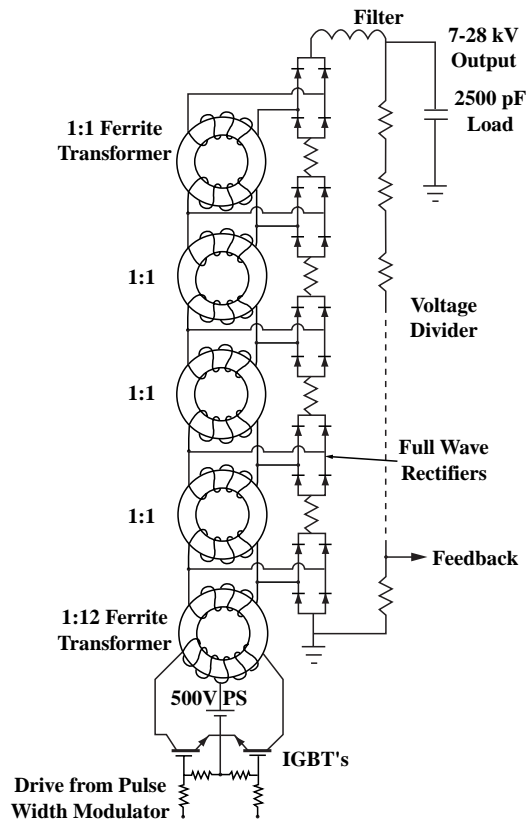 Filter
7-28 kV
Output
2500 pF
Load
1:1 Ferrite
Transformer
1:1
Voltage
Divider
1:1
Full Wave
Rectifiers
1:1
Feedback
1:12 Ferrite
Transformer
500V PS
IGBT's
Drive from Pulse
Width Modulator